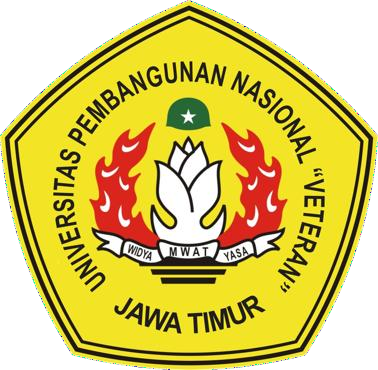 UNIVERSITAS PEMBANGUNAN NASIONAL "VETERAN"
WIDYA MWAT YASA
JAWA TIMUR